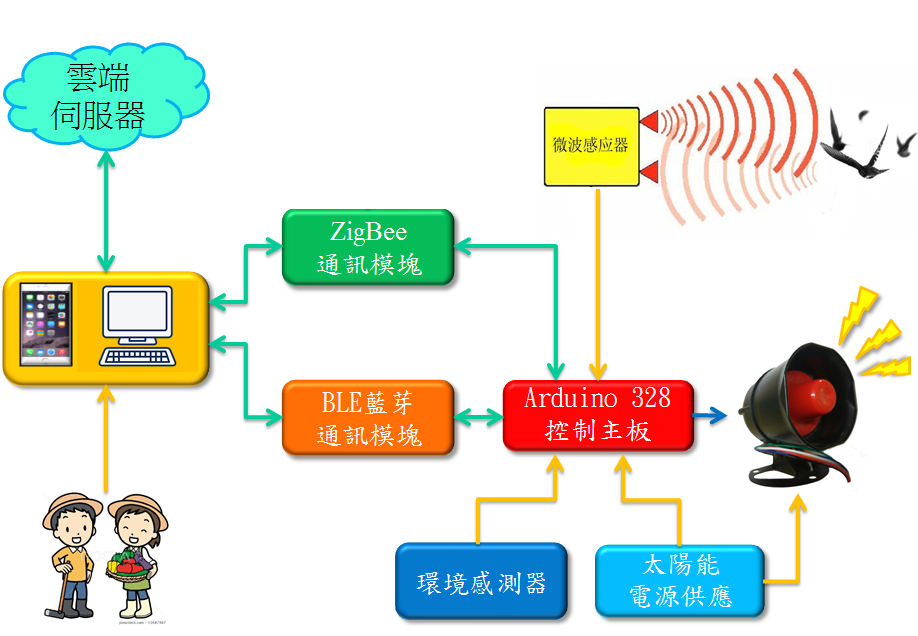 雲端
伺服器
微波感应器
ZigBee
通訊模塊
BLE藍芽
通訊模塊
Arduino 328
控制主板
環境感測器
太陽能
電源供應